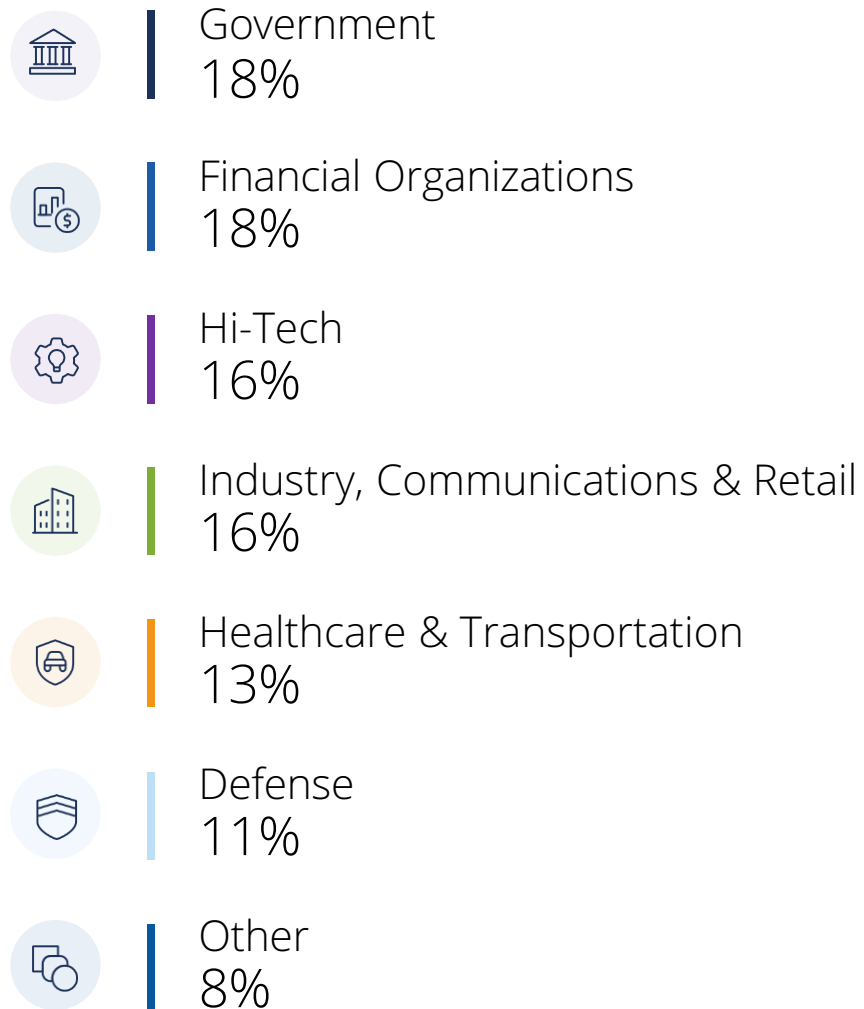 Government
18%
Financial Organizations
18%
Hi-Tech
16%
Industry, Communications & Retail
16%
Healthcare & Transportation
13%
Defense
11%
Other
8%